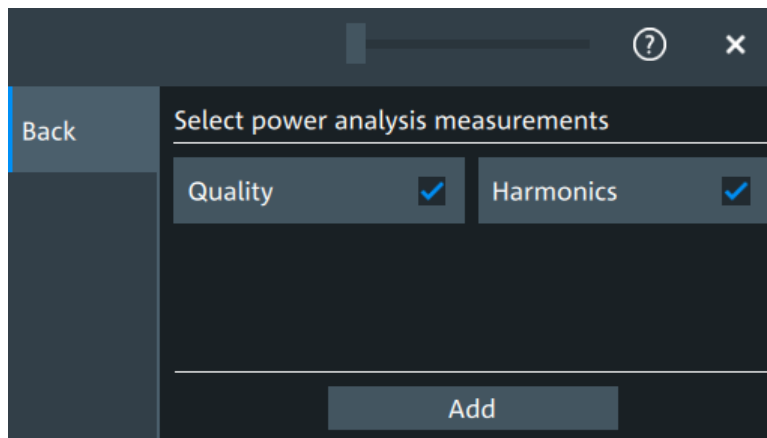 ?
Back
Select power analysis measurements
Quality
Harmonics
Add